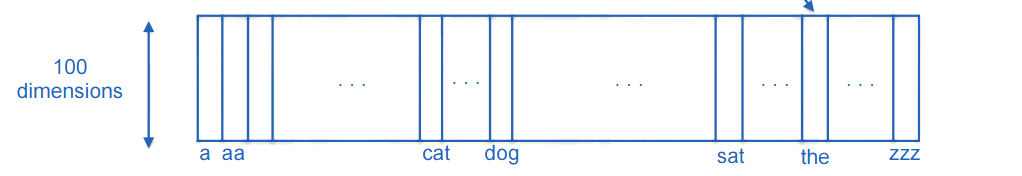 100
dimensions
. . .
. . .
. . .
. . .
. . .
a aa cat dog sat the zzz